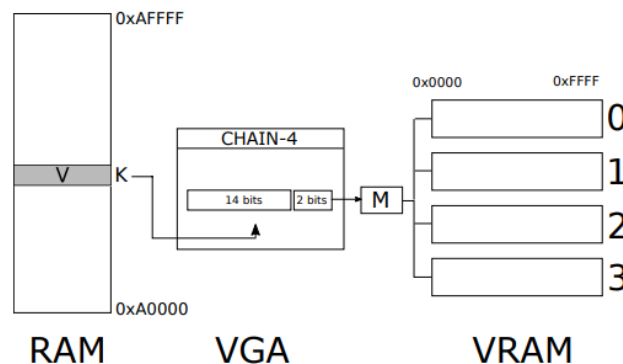 0xAFFFF
V
K
0xA0000
RAM
CHAIN-4
14 bits
2 bits
VGA
M
0x0000 0xFFFF
0
1
2
3
VRAM